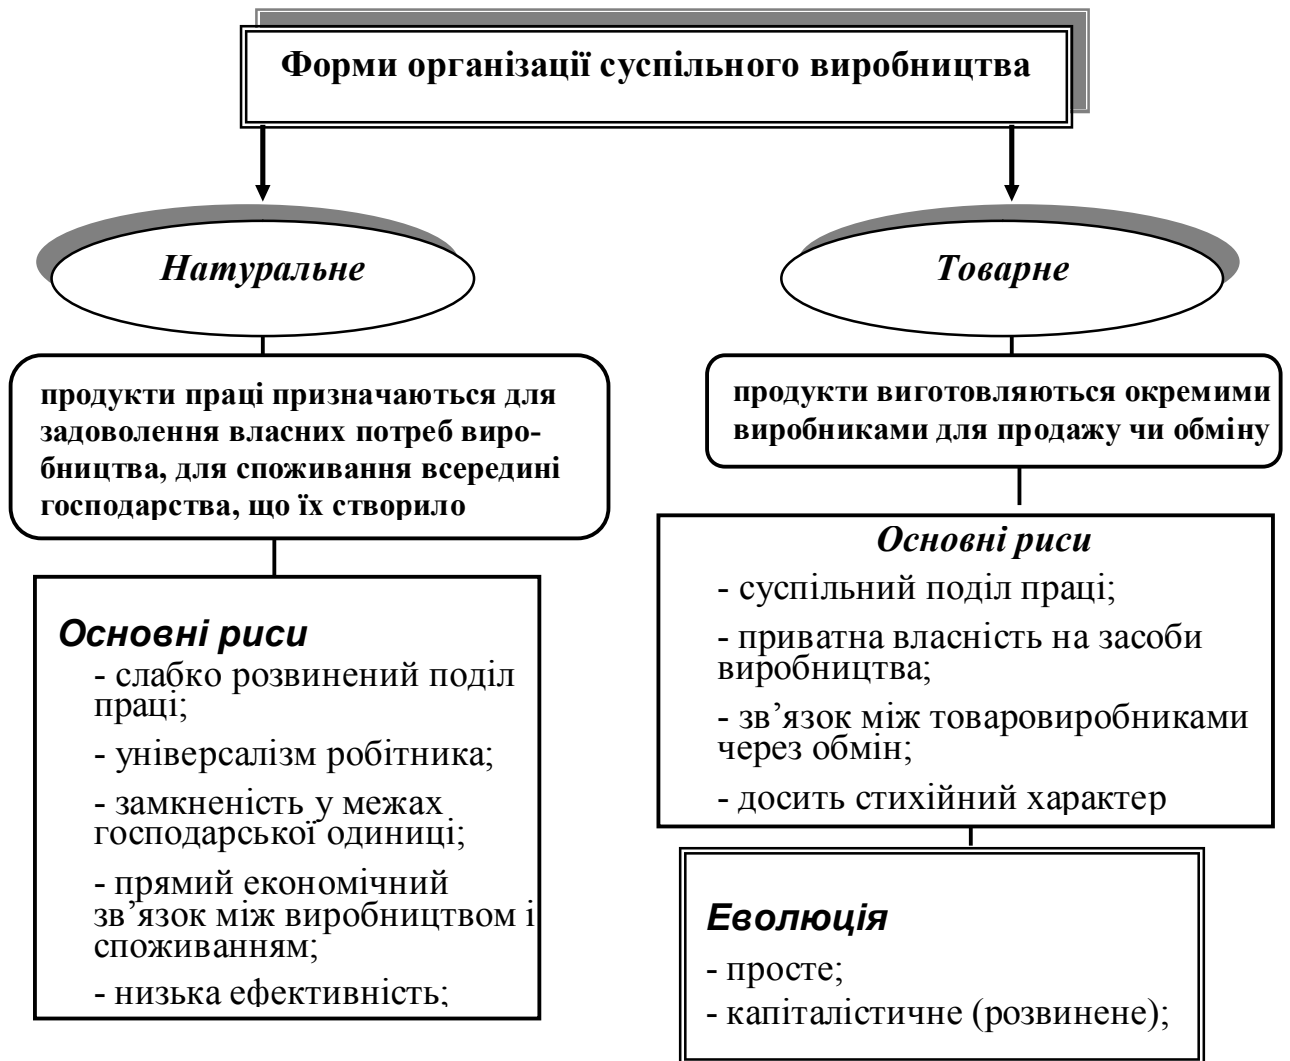 Форми організації суспільного виробництва
Натуральне
продукти праці призначаються для
задоволення власних потреб виро-
бництва, для споживання всередині
господарства, що їх створило
Основні риси
- слабко розвинений поділ
праці;
- універсалізм робітника;
- замкненість у межах
господарської одиниці;
- прямий економічний
зв’язок між виробництвом і
споживанням;
- низька ефективність;
Товарне
продукти виготовляються окремими
виробниками для продажу чи обміну
Основні риси
- суспільний поділ праці;
- приватна власність на засоби
виробництва;
- зв’язок між товаровиробниками
через обмін;
- досить стихійний характер
Еволюція
- просте;
- капіталістичне (розвинене);